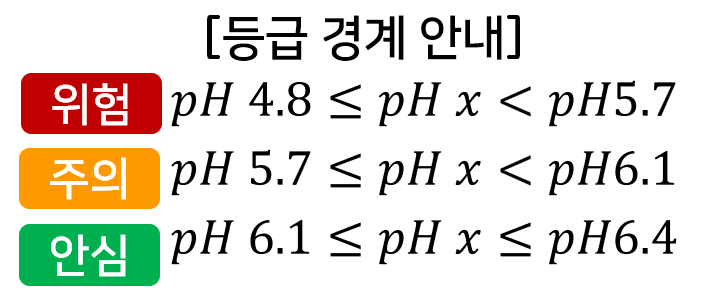 [등급 경계 안내]
위험 pH 4.8 ≤ pH x < pH5.7
주의 pH 5.7 ≤ pH x < pH6.1
안심 pH 6.1 ≤ pH x ≤ pH6.4